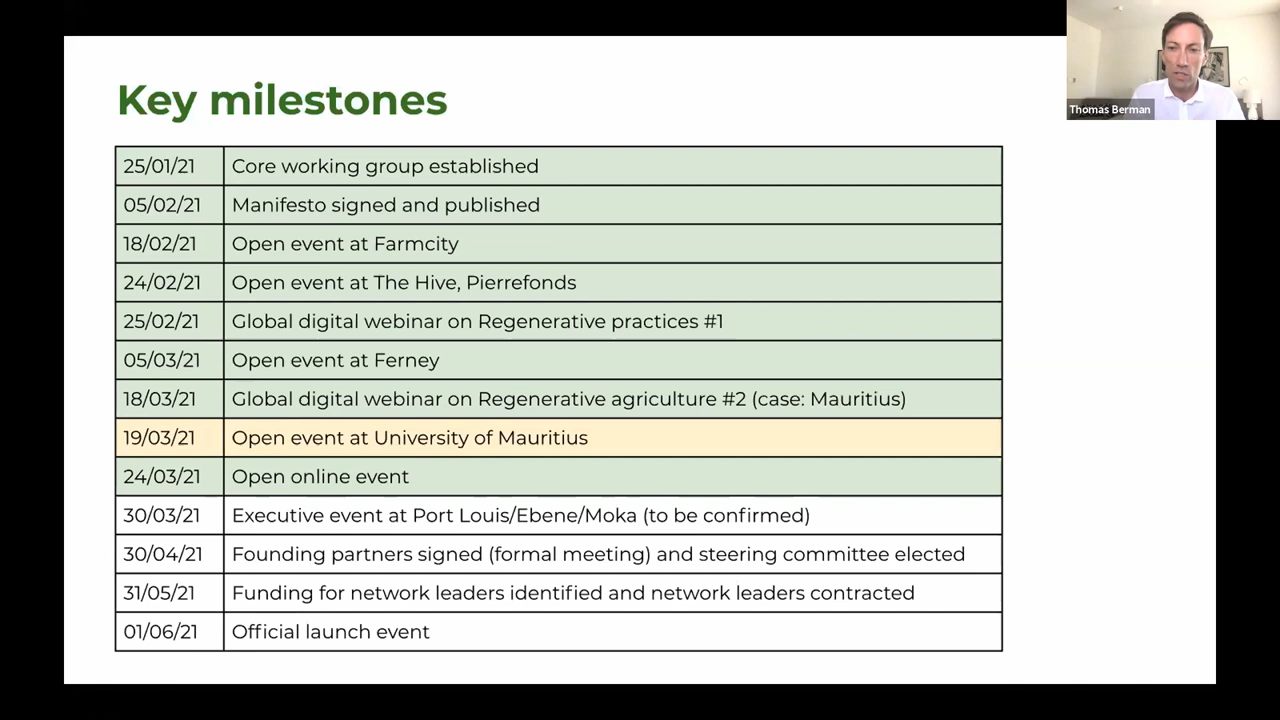 Key milestones
Thomas Berman
25/01/21 Core working group established
05/02/21 Manifesto signed and published
18/02/21 Open event at Farmcity
24/02/21 Open event at The Hive, Pierrefonds
25/02/21 Global digital webinar on Regenerative practices #1
05/03/21 Open event at Ferney
18/03/21 Global digital webinar on Regenerative agriculture #2 (case: Mauritius)
19/03/21 Open event at University of Mauritius
24/03/21 Open online event
30/03/21 Executive event at Port Louis/Ebene/Moka (to be confirmed)
30/04/21 Founding partners signed (formal meeting) and steering committee elected
31/05/21 Funding for network leaders identified and network leaders contracted
01/06/21 Official launch event